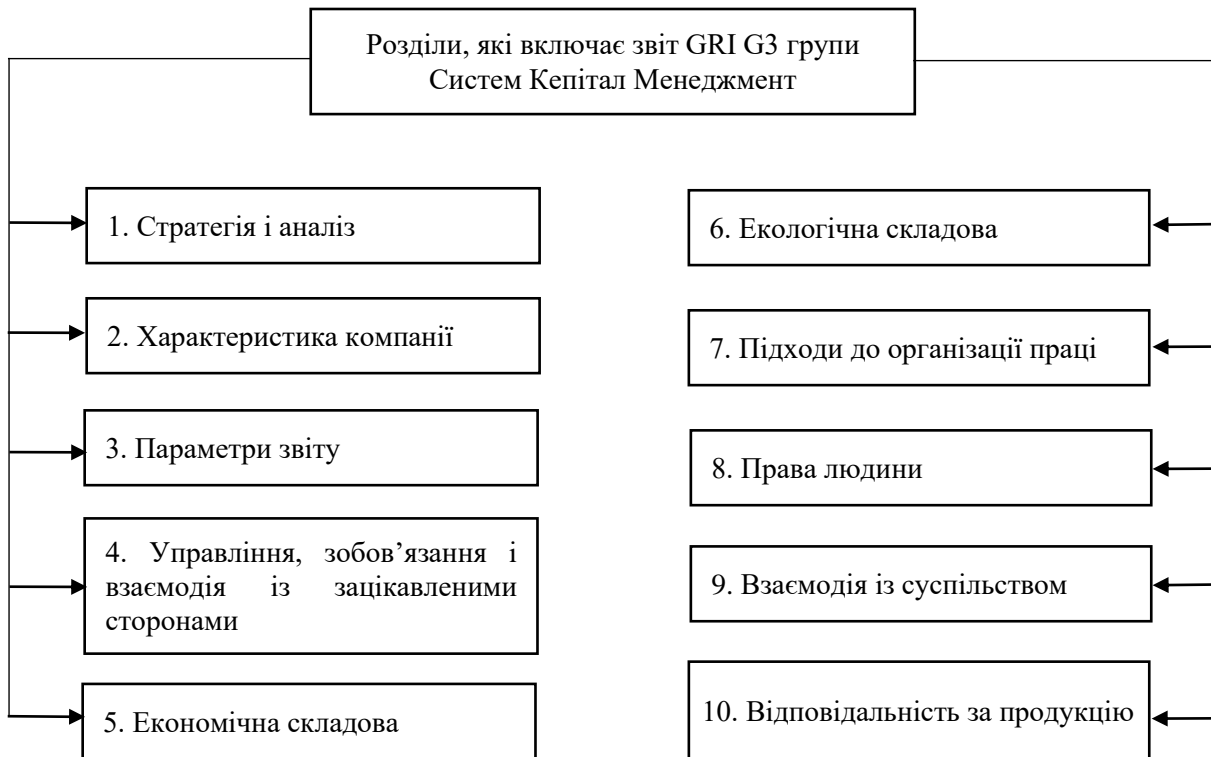 Розділи, які включає звіт GRI G3 групи
Систем Кепітал Менеджмент
1. Стратегія і аналіз
2. Характеристика компанії
3. Параметри звіту
4. Управління, зобов’язання і
взаємодія із зацікавленими
сторонами
5. Економічна складова
6. Екологічна складова
7. Підходи до організації праці
8. Права людини
9. Взаємодія із суспільством
10. Відповідальність за продукцію